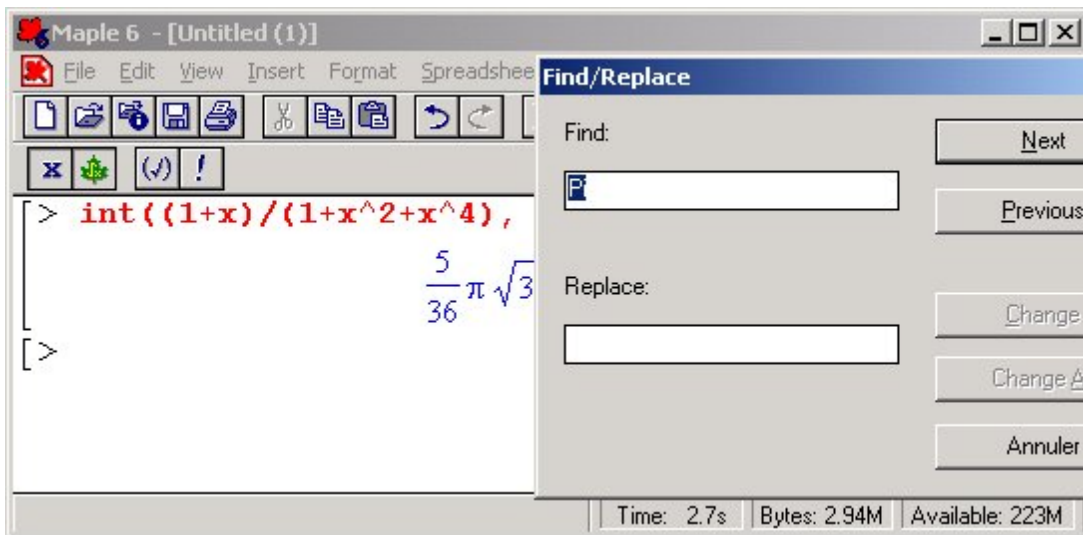 Maple 6 - [Untitled (1)]
File Edit View Insert Format Spreadshee
Find/Replace
Find:
Next
Previous
Replace:
Change
Change A
Annuler
[> int((1+x)/(1+x^2+x^4),
5/36 π √3
[>
Time: 2.7s Bytes: 2.94M Available: 223M